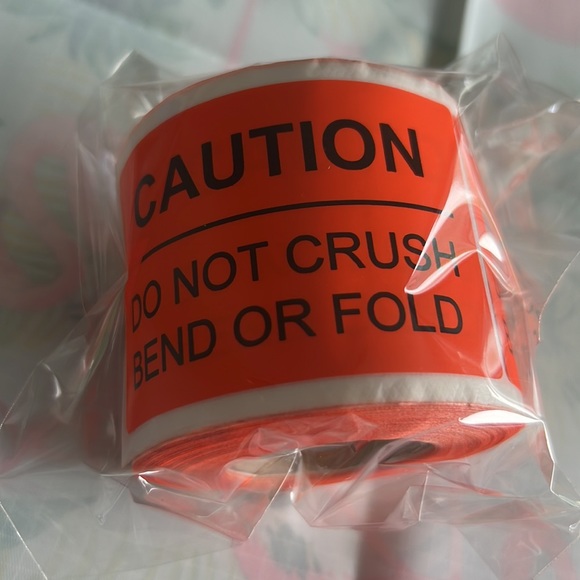 CAUTION
DO NOT CRUSH
BEND OR FOLD